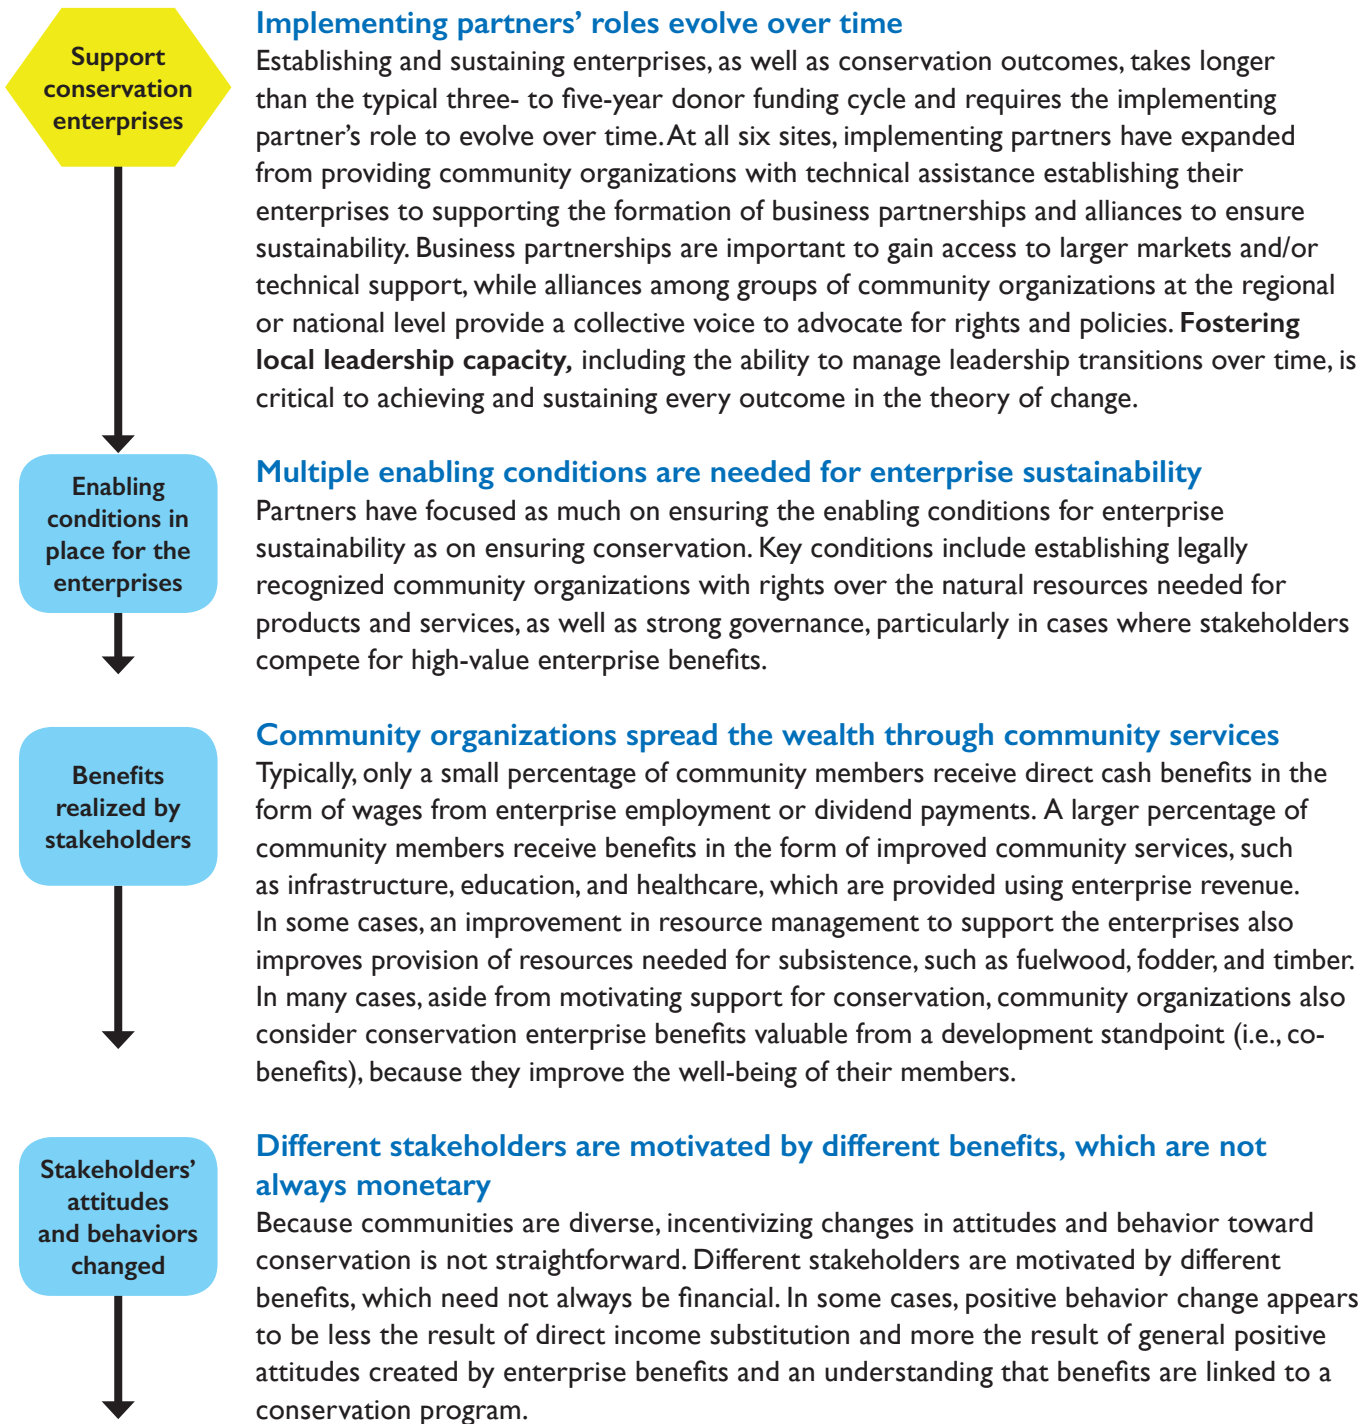 Support
conservation
enterprises
Implementing partners’ roles evolve over time
Establishing and sustaining enterprises, as well as conservation outcomes, takes longer
than the typical three- to five-year donor funding cycle and requires the implementing
partner’s role to evolve over time. At all six sites, implementing partners have expanded
from providing community organizations with technical assistance establishing their
enterprises to supporting the formation of business partnerships and alliances to ensure
sustainability. Business partnerships are important to gain access to larger markets and/or
technical support, while alliances among groups of community organizations at the regional
or national level provide a collective voice to advocate for rights and policies. Fostering
local leadership capacity, including the ability to manage leadership transitions over time, is
critical to achieving and sustaining every outcome in the theory of change.
Enabling
conditions in
place for the
enterprises
Multiple enabling conditions are needed for enterprise sustainability
Partners have focused as much on ensuring the enabling conditions for enterprise
sustainability as on ensuring conservation. Key conditions include establishing legally
recognized community organizations with rights over the natural resources needed for
products and services, as well as strong governance, particularly in cases where stakeholders
compete for high-value enterprise benefits.
Benefits
realized by
stakeholders
Community organizations spread the wealth through community services
Typically, only a small percentage of community members receive direct cash benefits in the
form of wages from enterprise employment or dividend payments. A larger percentage of
community members receive benefits in the form of improved community services, such
as infrastructure, education, and healthcare, which are provided using enterprise revenue.
In some cases, an improvement in resource management to support the enterprises also
improves provision of resources needed for subsistence, such as fuelwood, fodder, and timber.
In many cases, aside from motivating support for conservation, community organizations also
consider conservation enterprise benefits valuable from a development standpoint (i.e., co-
benefits), because they improve the well-being of their members.
Stakeholders’
attitudes
and behaviors
changed
Different stakeholders are motivated by different benefits, which are not
always monetary
Because communities are diverse, incentivizing changes in attitudes and behavior toward
conservation is not straightforward. Different stakeholders are motivated by different
benefits, which need not always be financial. In some cases, positive behavior change appears
to be less the result of direct income substitution and more the result of general positive
attitudes created by enterprise benefits and an understanding that benefits are linked to a
conservation program.